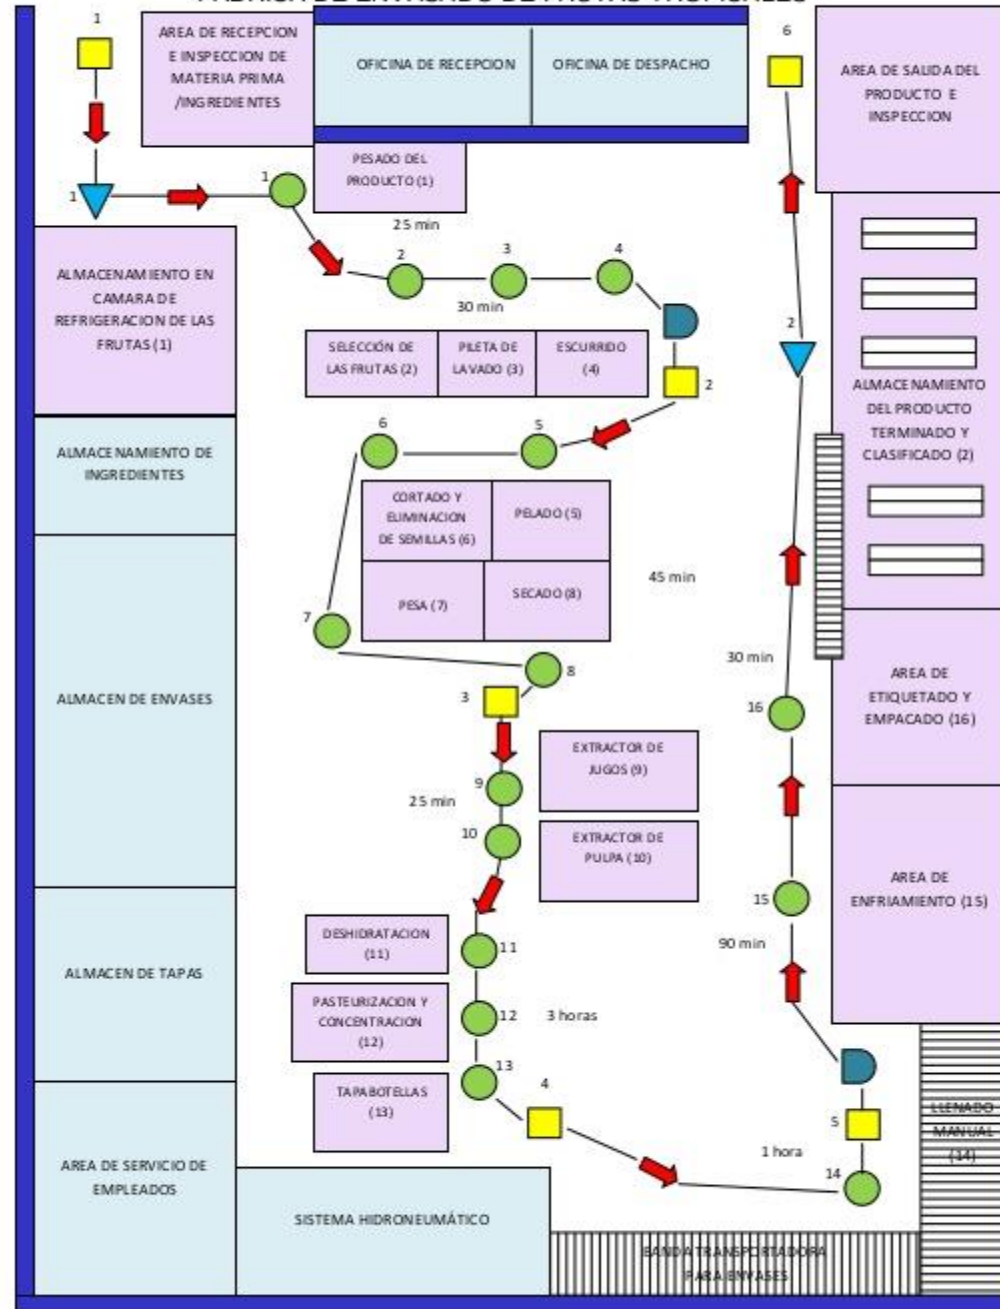 FABRICA DE ENVASADO DE FRUTAS TROPICALES
1
AREA DE RECEPCION
E INSPECCION DE
MATERIA PRIMA
/INGREDIENTES
OFICINA DE RECEPCION
OFICINA DE DESPACHO
6
AREA DE SALIDA DEL
PRODUCTO E
INSPECCION
1
1
PESADO DEL
PRODUCTO (1)
25 min
2
3
4
30 min
ALMACENAMIENTO EN
CAMARA DE
REFRIGERACION DE LAS
FRUTAS (1)
SELECCIÓN DE
LAS FRUTAS (2)
PILETA DE
LAVADO (3)
ESCURRIDO
(4)
2
2
ALMACENAMIENTO
DEL PRODUCTO
TERMINADO Y
CLASIFICADO (2)
6
5
ALMACENAMIENTO DE
INGREDIENTES
CORTADO Y
ELIMINACION
DE SEMILLAS (6)
PELADO (5)
PESA (7)
SECADO (8)
45 min
7
8
3
30 min
16
AREA DE
ETIQUETADO Y
EMPACADO (16)
ALMACEN DE ENVASES
EXTRACTOR DE
JUGOS (9)
9
25 min
10
EXTRACTOR DE
PULPA (10)
15
AREA DE
ENFRIAMIENTO (15)
90 min
DESHIDRATACION
(11)
11
ALMACEN DE TAPAS
PASTEURIZACION Y
CONCENTRACION
(12)
12
3 horas
13
TAPABOTELLAS
(13)
4
5
LLENADO
MANUAL
(14)
1 hora
14
AREA DE SERVICIO DE
EMPLEADOS
SISTEMA HIDRONEUMÁTICO
BANDA TRANSPORTADORA
PARA ENVASES